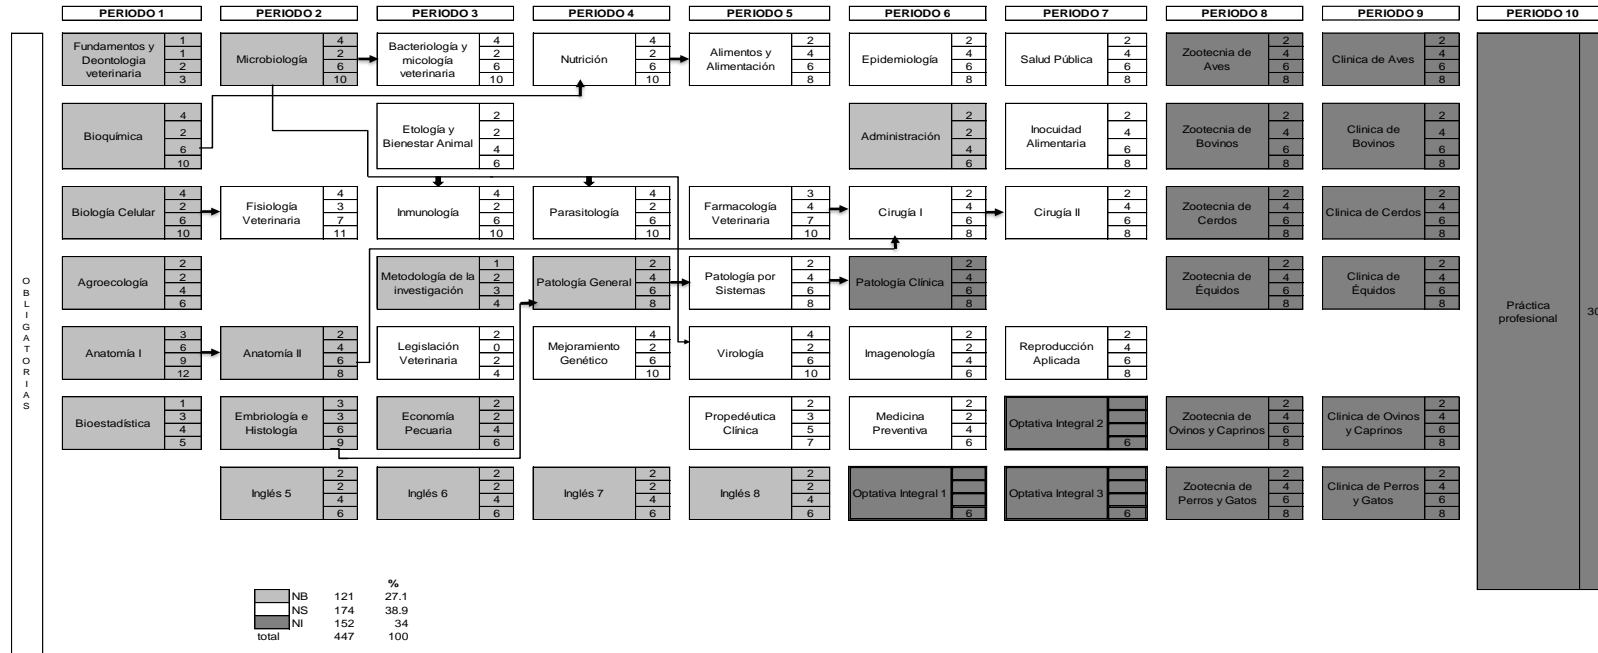 PERIODO 1
PERIODO 2
PERIODO 3
PERIODO 4
PERIODO 5
PERIODO 6
PERIODO 7
PERIODO 8
PERIODO 9
PERIODO 10
OBLIGATORIAS
Fundamentos y
Deontologia
veterinaria
1
1
2
3
Microbiología
4
2
6
10
Bacteriología y
micología
veterinaria
4
2
6
10
Nutrición
4
2
6
10
Alimentos y
Alimentación
2
4
6
8
Epidemiología
2
4
6
8
Salud Pública
2
4
6
8
Zootecnia de
Aves
2
4
6
8
Clinica de Aves
2
4
6
8
Bioquímica
4
2
6
10
Etología y
Bienestar Animal
2
2
4
6
Administración
2
2
4
6
Inocuidad
Alimentaria
2
4
6
8
Zootecnia de
Bovinos
2
4
6
8
Clinica de
Bovinos
2
4
6
8
Biología Celular
4
2
6
10
Fisiología
Veterinaria
4
3
7
11
Inmunología
4
2
6
10
Parasitología
4
2
6
10
Farmacología
Veterinaria
3
4
7
10
Cirugía I
2
4
6
8
Cirugía II
2
4
6
8
Zootecnia de
Cerdos
2
4
6
8
Clinica de Cerdos
2
4
6
8
Agroecología
2
2
4
6
Metodología de la
investigación
1
2
3
4
Patología General
2
4
6
8
Patología por
Sistemas
2
4
6
8
Patología Clínica
2
4
6
8
Zootecnia de
Équidos
2
4
6
8
Clinica de
Équidos
2
4
6
8
Práctica
profesional
30
Anatomía I
3
6
9
12
Anatomía II
2
4
6
8
Legislación
Veterinaria
2
0
2
4
Mejoramiento
Genético
4
2
6
10
Virología
4
2
6
10
Imagenología
2
2
4
6
Reproducción
Aplicada
2
4
6
8
Bioestadística
1
3
4
5
Embriología e
Histología
3
3
6
9
Economía
Pecuaria
2
2
4
6
Propedéutica
Clínica
2
3
5
7
Medicina
Preventiva
2
2
4
6
Optativa Integral 2
6
Zootecnia de
Ovinos y Caprinos
2
4
6
8
Clinica de Ovinos
y Caprinos
2
4
6
8
Inglés 5
2
2
4
6
Inglés 6
2
2
4
6
Inglés 7
2
2
4
6
Inglés 8
2
2
4
6
Optativa Integral 1
6
Optativa Integral 3
6
Zootecnia de
Perros y Gatos
2
4
6
8
Clinica de Perros
y Gatos
2
4
6
8
%
NB 121 27.1
NS 174 38.9
NI 152 34
total 447 100